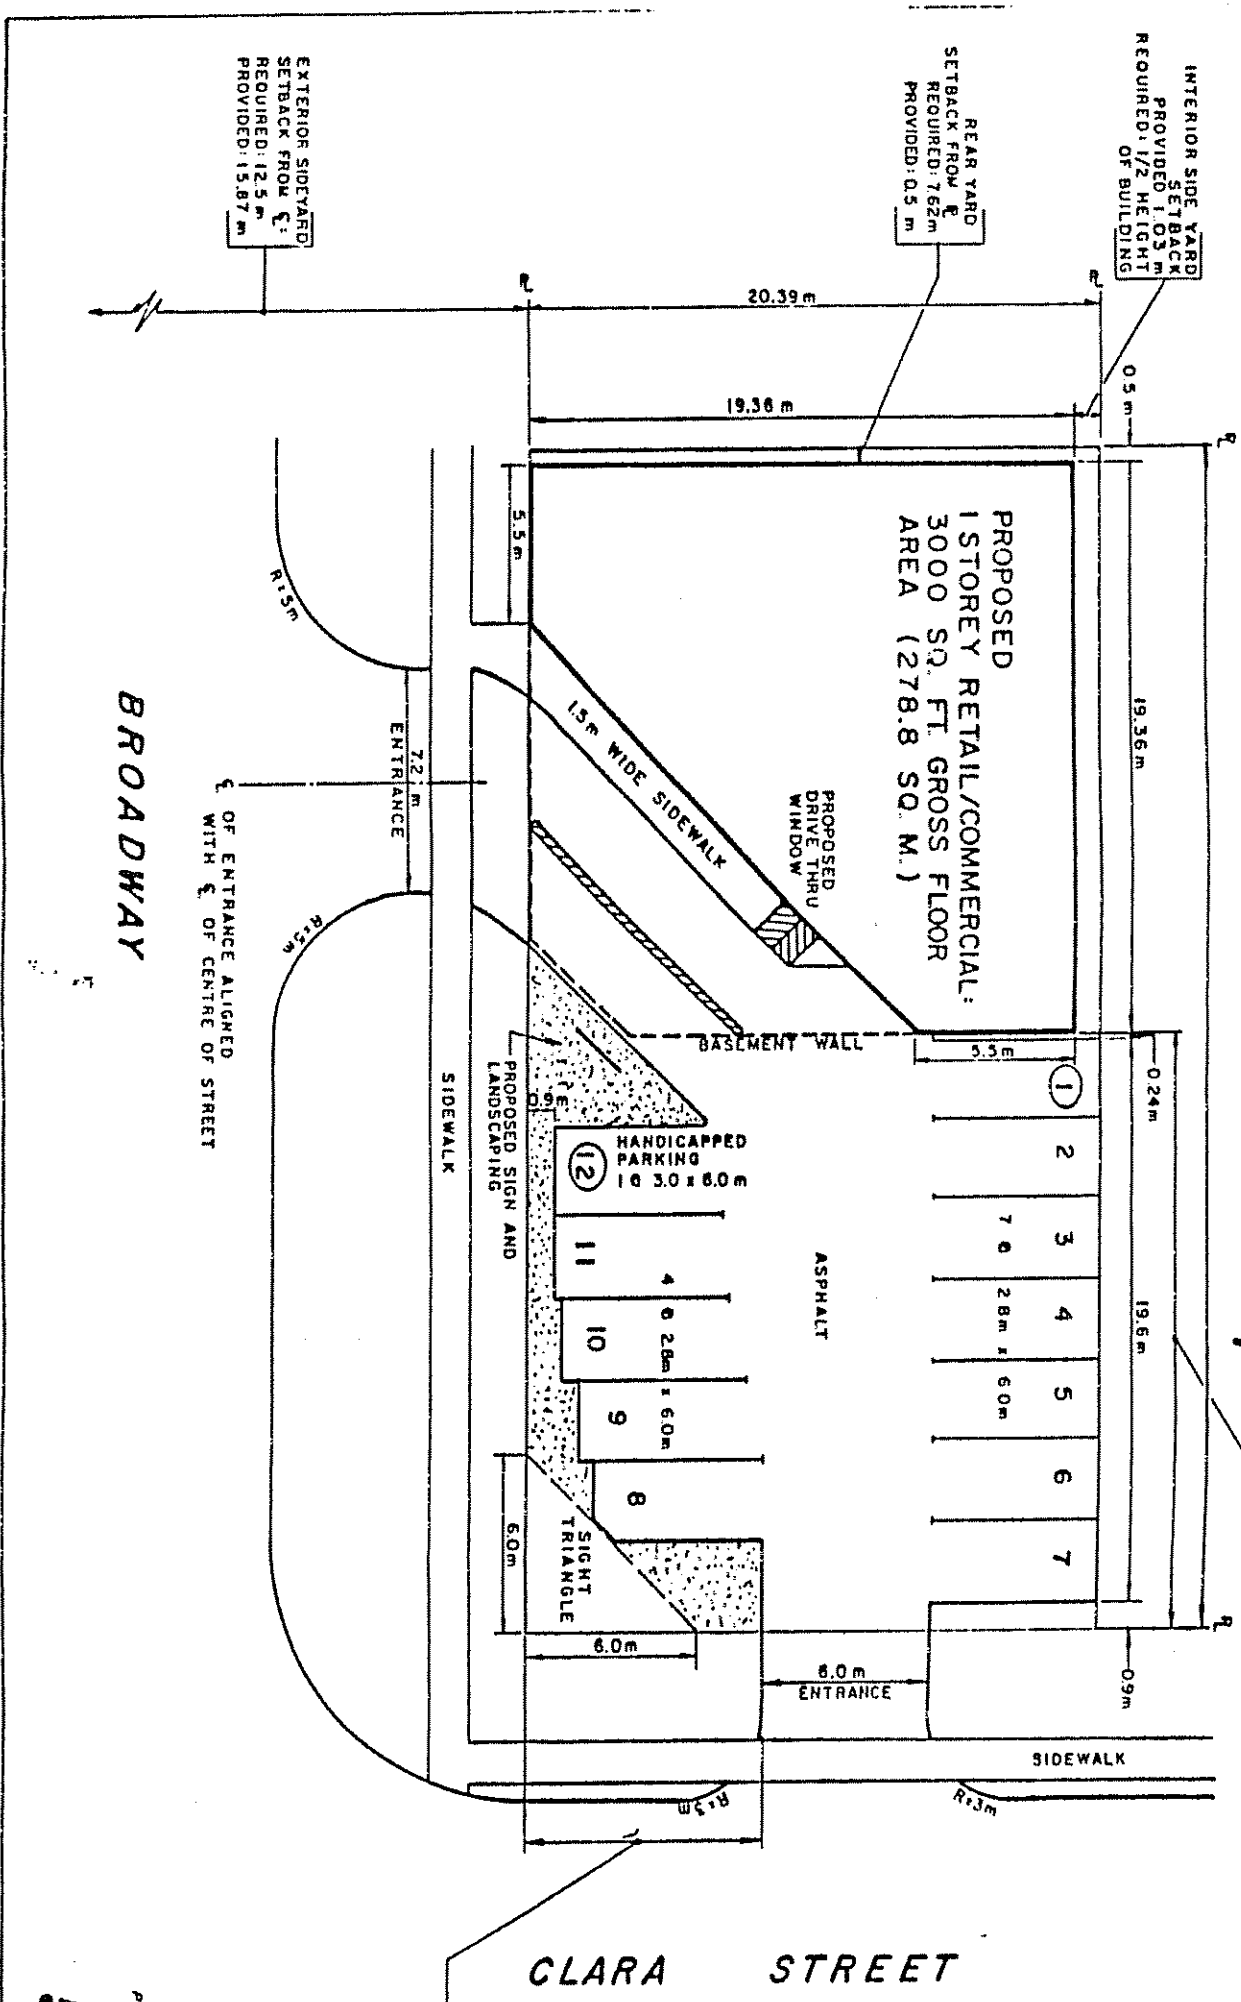 INTERIOR SIDE YARD
SETBACK
PROVIDED 1.03 m
REQUIRED: 1/2 HEIGHT
OF BUILDING
REAR YARD
SETBACK FROM ⅊
REQUIRED: 7.62m
PROVIDED: 0.5 m
EXTERIOR SIDEYARD
SETBACK FROM ℄:
REQUIRED: 12.5 m
PROVIDED: 15.87 m
⅊
⅊
20.39 m
19.36 m
0.5 m
⅊
19.36 m
5.5 m
PROPOSED
1 STOREY RETAIL/COMMERCIAL:
3000 SQ. FT. GROSS FLOOR
AREA (278.8 SQ. M.)
1.5m WIDE SIDEWALK
PROPOSED
DRIVE THRU
WINDOW
BASEMENT WALL
5.5 m
0.24m
R=5m
7.2 m
ENTRANCE
R=5m
℄ OF ENTRANCE ALIGNED
WITH ℄ OF CENTRE OF STREET
BROADWAY
SIDEWALK
PROPOSED SIGN AND
LANDSCAPING
0.9m
1
2
3
4
5
6
7
7 @ 2.8m x 6.0m
19.6 m
ASPHALT
12
HANDICAPPED
PARKING
1 @ 3.0 x 6.0 m
11
10
9
8
4 @ 2.8m x 6.0m
SIGHT
TRIANGLE
6.0m
6.0m
6.0m
ENTRANCE
⅊
0.9m
SIDEWALK
R=3m
R=3m
CLARA STREET